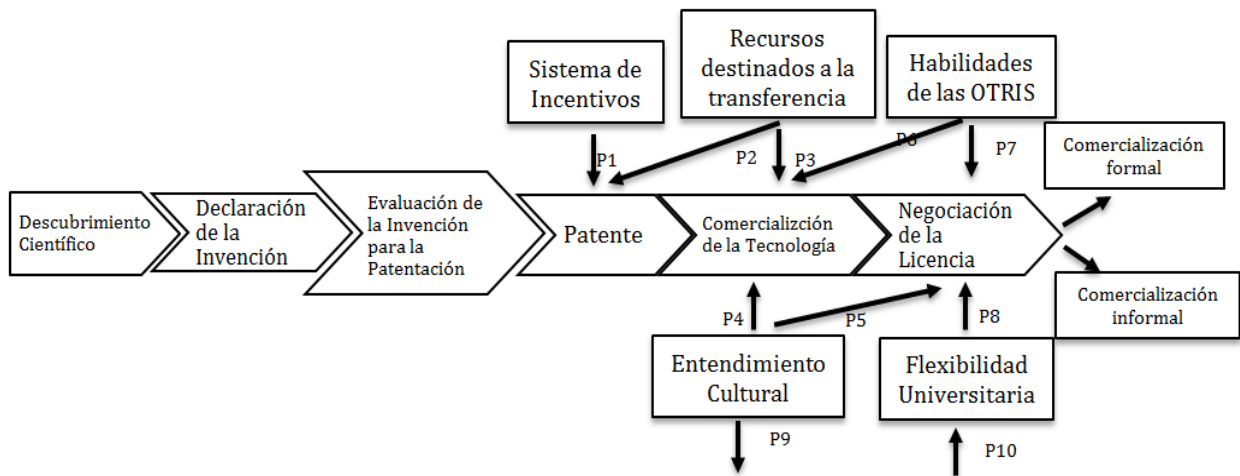 Sistema de
Incentivos
Recursos
destinados a la
transferencia
Habilidades
de las OTRIS
P1
P2
P3
P6
P7
Comercialización
formal
Descubrimiento
Científico
Declaración
de la
Invención
Evaluación de
la Invención
para la
Patentación
Patente
Comercializción
de la Tecnología
Negociación
de la
Licencia
Comercialización
informal
P4
P5
P8
Entendimiento
Cultural
Flexibilidad
Universitaria
P9
P10